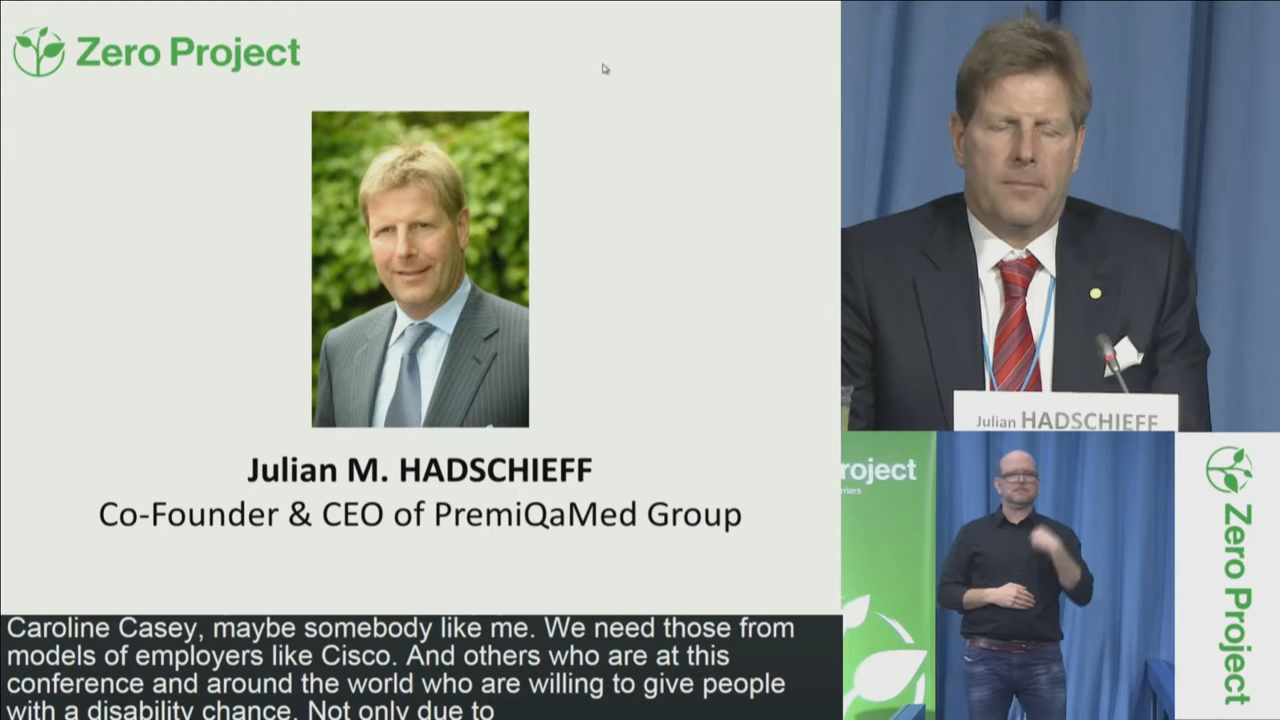 Zero Project
Julian M. HADSCHIEFF
Co-Founder & CEO of PremiQaMed Group
Caroline Casey, maybe somebody like me. We need those from
models of employers like Cisco. And others who are at this
conference and around the world who are willing to give people
with a disability chance. Not only due to
Julian HADSCHIEFF
roject
rriers
Zero Project